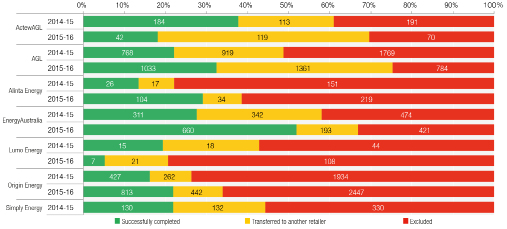 0% 10% 20% 30% 40% 50% 60% 70% 80% 90% 100%
ActewAGL 2014-15 184 113 191
2015-16 42 119 70
AGL 2014-15 768 919 1769
2015-16 1033 1361 784
Alinta Energy 2014-15 26 17 151
2015-16 104 34 219
EnergyAustralia 2014-15 311 342 474
2015-16 660 193 421
Lumo Energy 2014-15 15 18 44
2015-16 7 21 108
Origin Energy 2014-15 427 262 1934
2015-16 813 442 2447
Simply Energy 2014-15 130 132 330
Successfully completed Transferred to another retailer Excluded